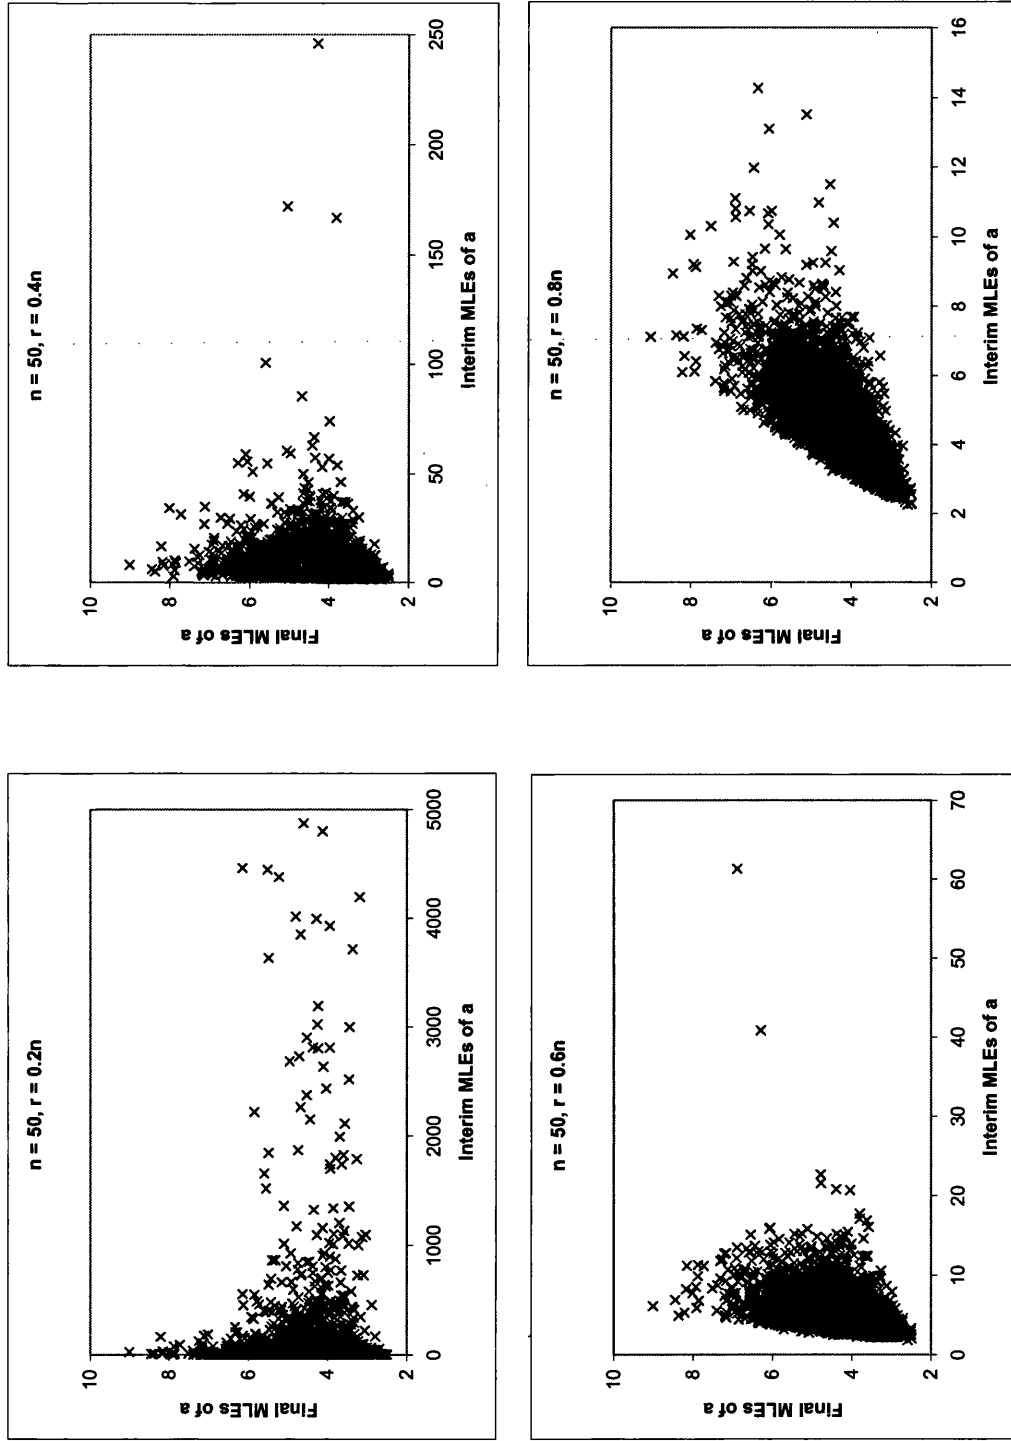 n = 50, r = 0.2n
Final MLEs of a
10
8
6
4
2
0 1000 2000 3000 4000 5000
Interim MLEs of a
n = 50, r = 0.4n
Final MLEs of a
10
8
6
4
2
0 50 100 150 200 250
Interim MLEs of a
n = 50, r = 0.6n
Final MLEs of a
10
8
6
4
2
0 10 20 30 40 50 60 70
Interim MLEs of a
n = 50, r = 0.8n
Final MLEs of a
10
8
6
4
2
0 2 4 6 8 10 12 14 16
Interim MLEs of a